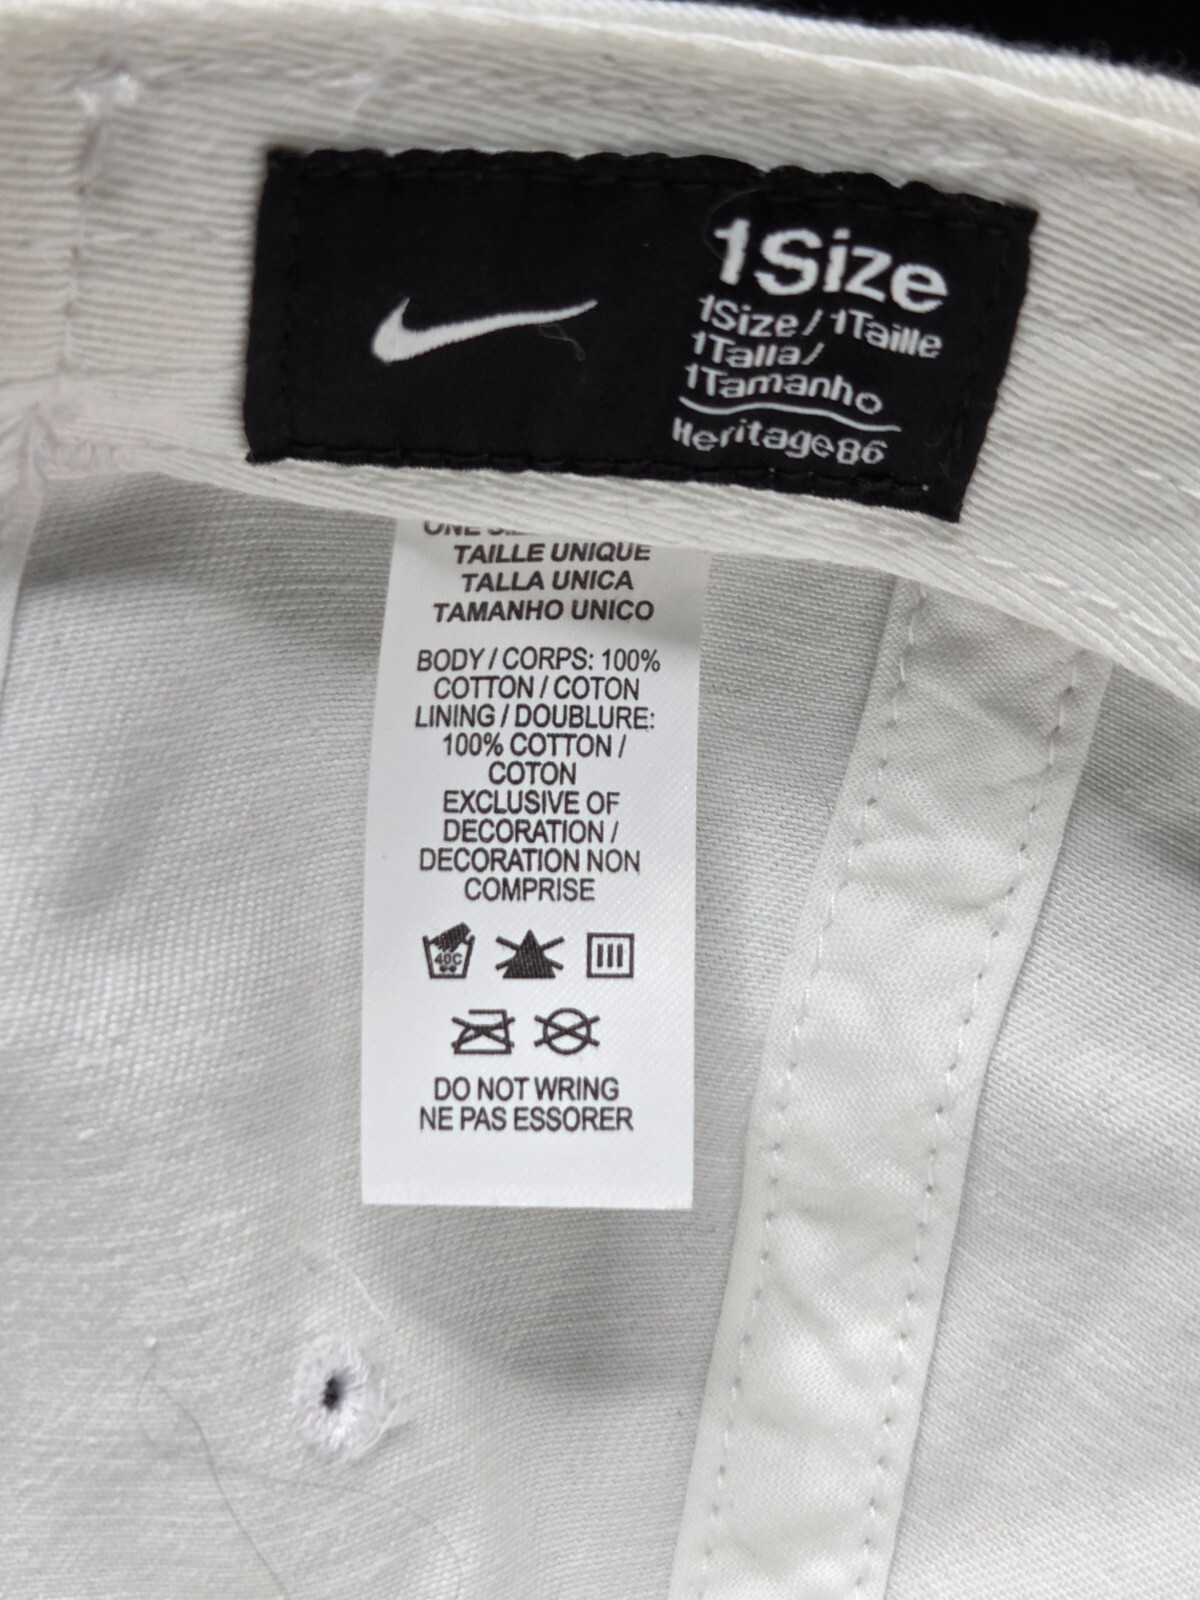 1Size
1Size / 1Taille
1Talla/
1Tamanho
Heritage86
ONE
TAILLE UNIQUE
TALLA UNICA
TAMANHO UNICO
BODY / CORPS: 100%
COTTON / COTON
LINING / DOUBLURE:
100% COTTON /
COTON
EXCLUSIVE OF
DECORATION /
DECORATION NON
COMPRISE
40C
DO NOT WRING
NE PAS ESSORER